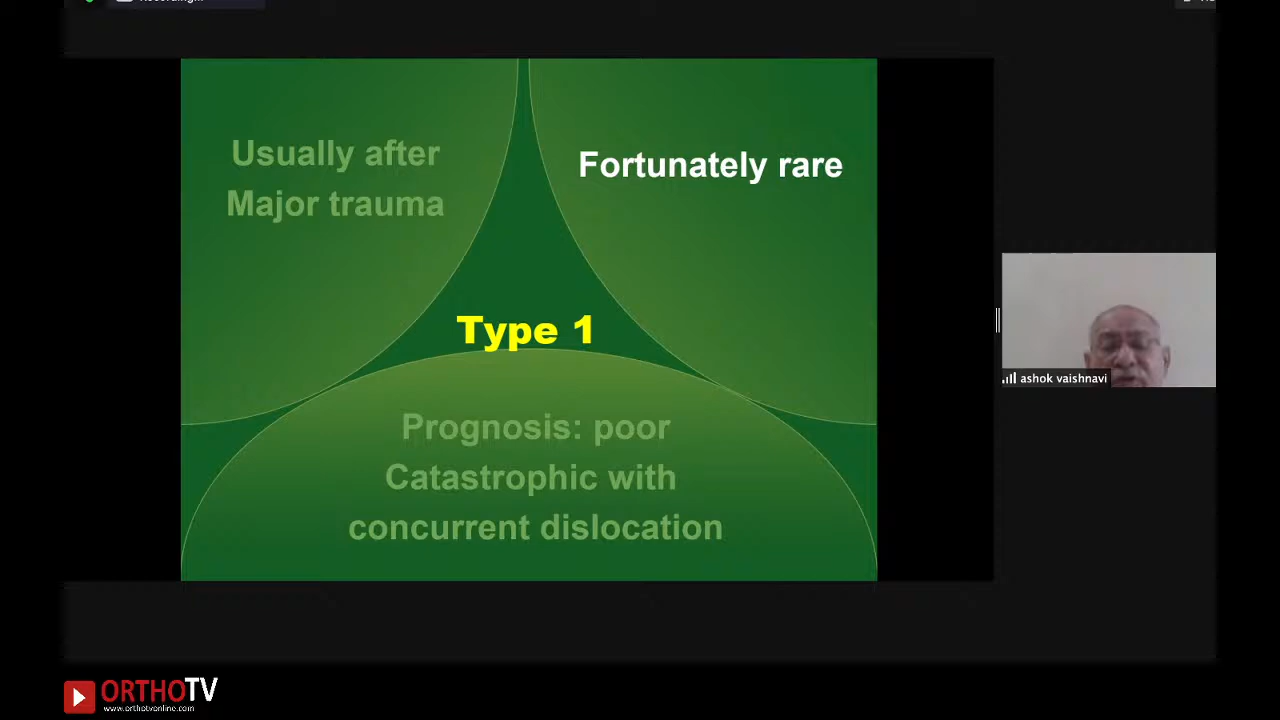 Usually after
Major trauma
Fortunately rare
Type 1
Prognosis: poor
Catastrophic with
concurrent dislocation
ashok vaishnavi
ORTHOTV
www.orthotvonline.com